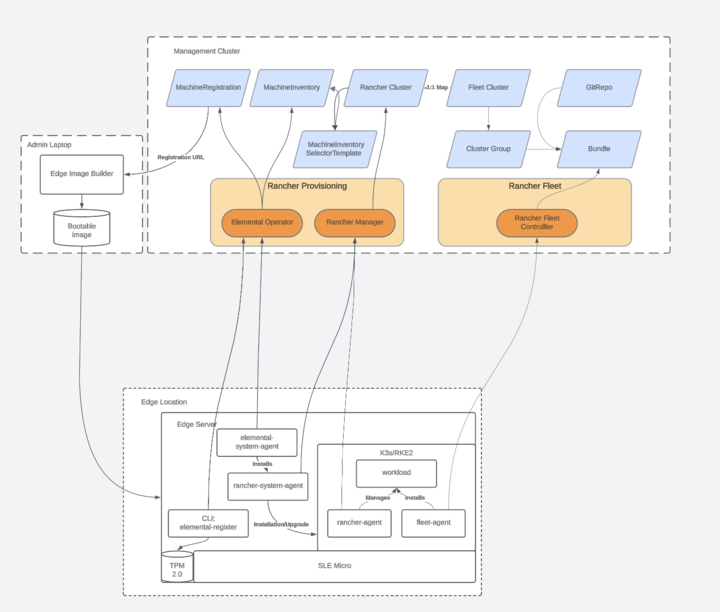 Management Cluster
MachineRegistration
MachineInventory
Rancher Cluster
1:1 Map
Fleet Cluster
GitRepo
MachineInventory
SelectorTemplate
Cluster Group
Bundle
Admin Laptop
Registration URL
Edge Image Builder
Bootable
image
Rancher Provisioning
Elemental Operator
Rancher Manager
Rancher Fleet
Rancher Fleet
Controlller
Edge Location
Edge Server
elemental-
system-agent
Installs
rancher-system-agent
K3s/RKE2
workload
Manages
Installs
CLI:
elemental-register
Installation/Upgrade
rancher-agent
fleet-agent
TPM
2.0
SLE Micro